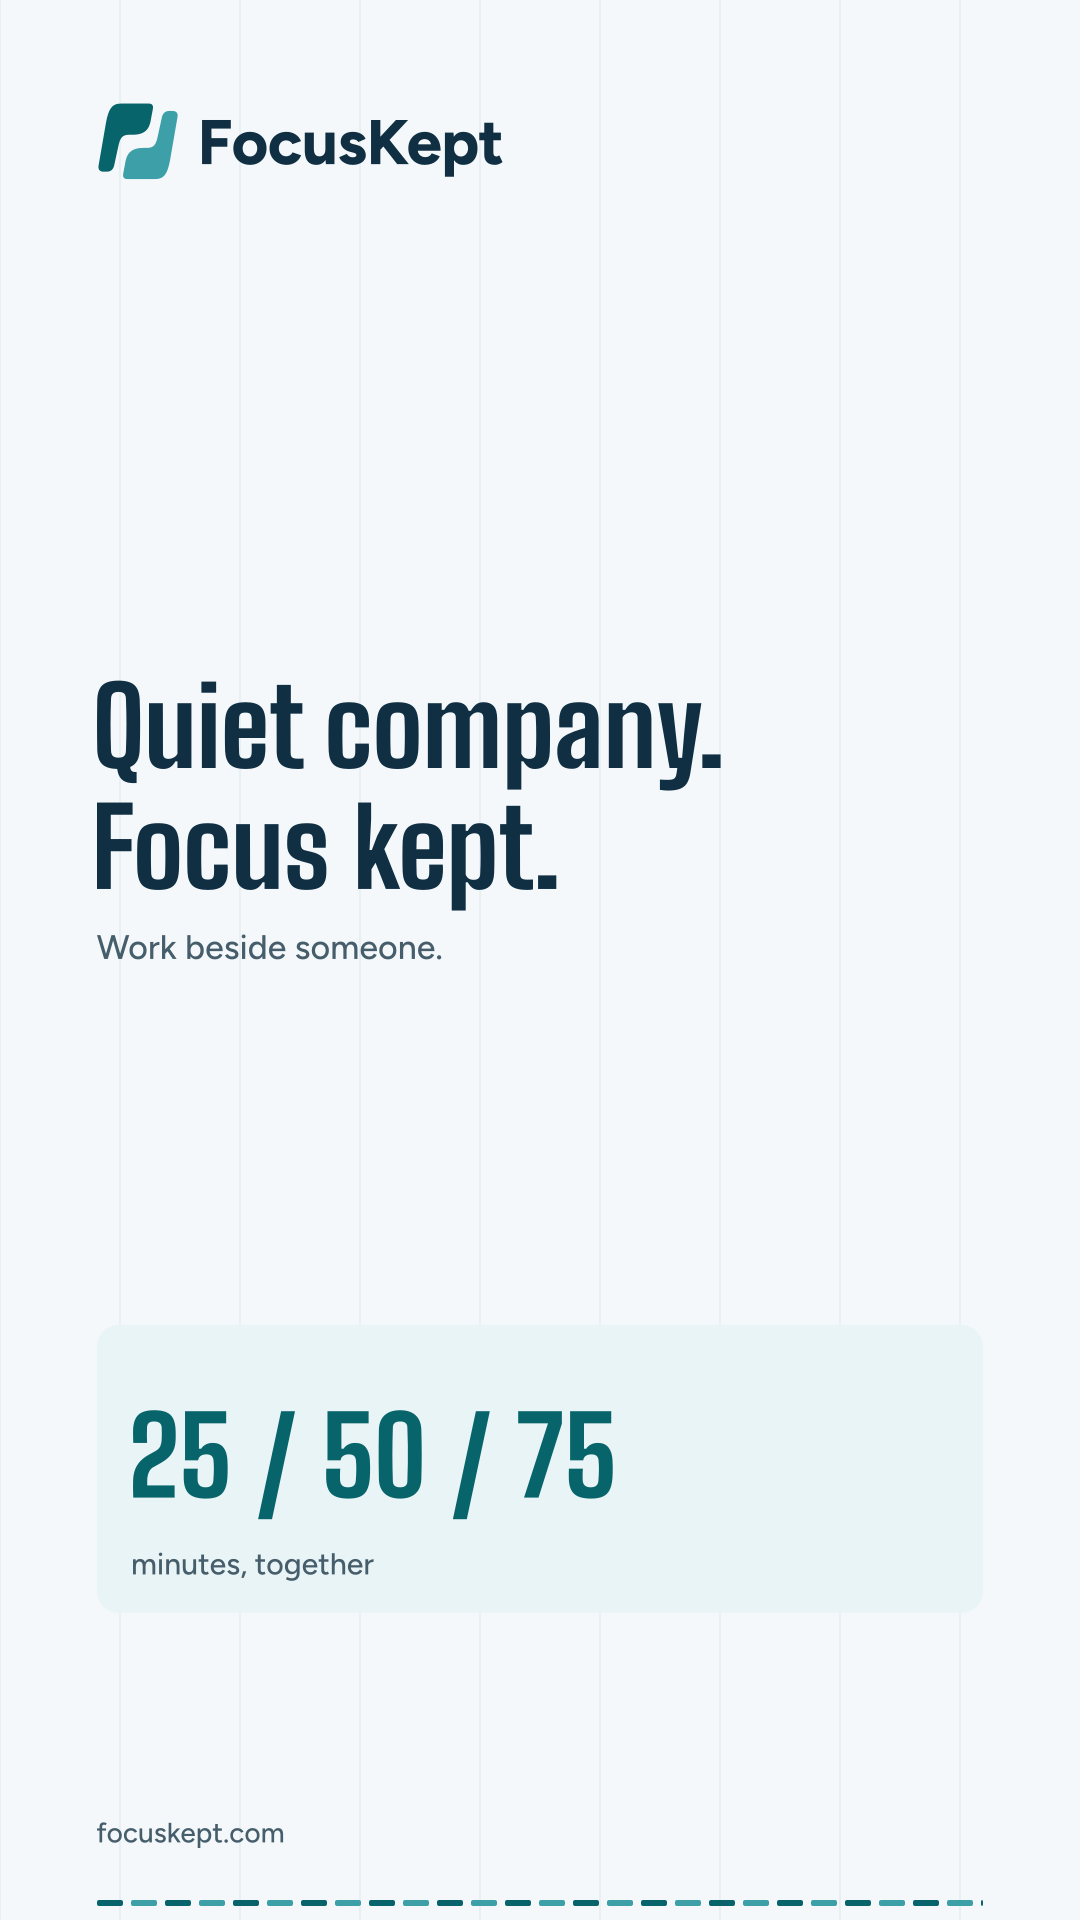 FocusKept
Quiet company.
Focus kept.
Work beside someone.
25 / 50 / 75
minutes, together
focuskept.com